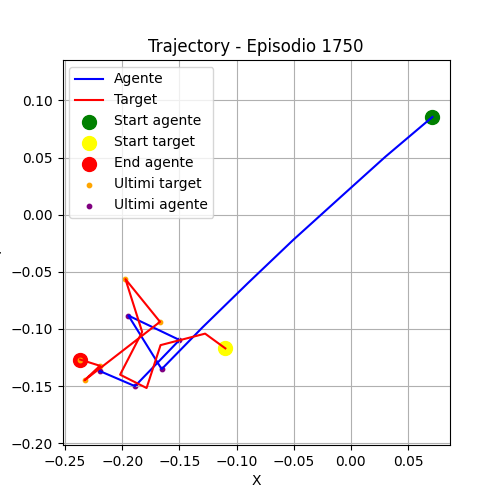 Trajectory - Episodio 1750
Agente
Target
Start agente
Start target
End agente
Ultimi target
Ultimi agente
0.10
0.05
0.00
−0.05
−0.10
−0.15
−0.20
−0.25 −0.20 −0.15 −0.10 −0.05 0.00 0.05
X